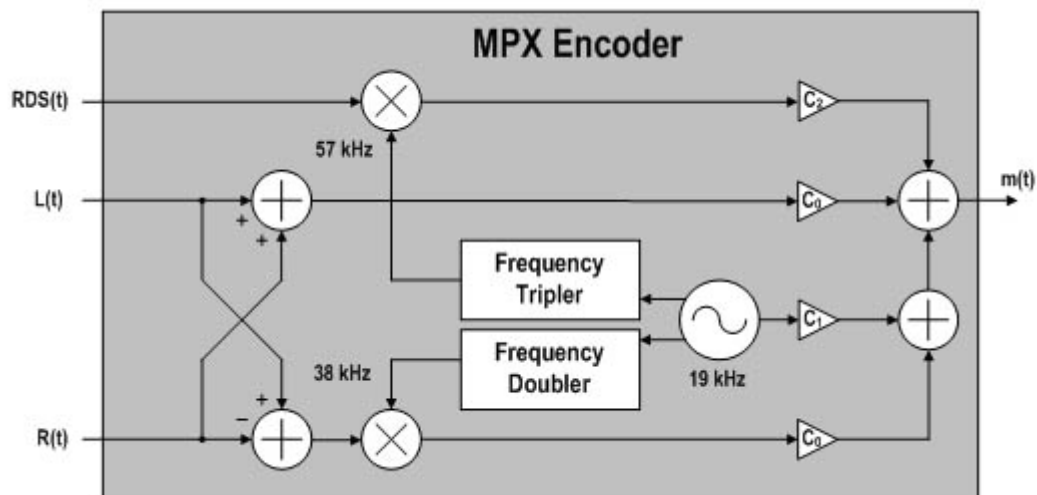 MPX Encoder
RDS(t)
57 kHz
C₂
L(t)
+
+
C₀
m(t)
Frequency
Tripler
Frequency
Doubler
19 kHz
C₁
38 kHz
+
−
R(t)
C₀